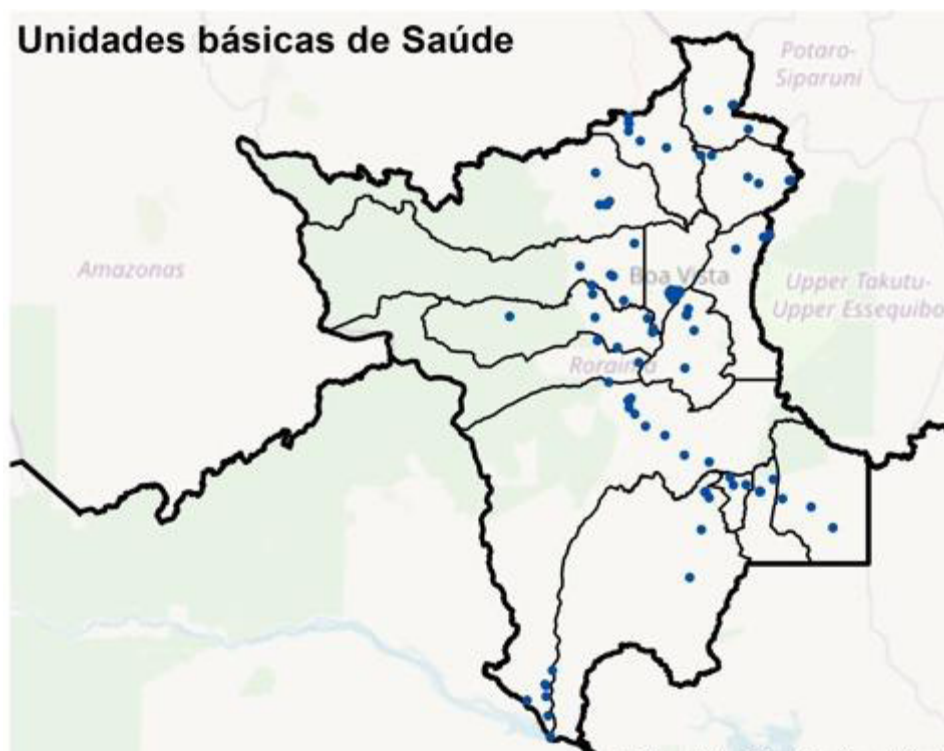 Unidades básicas de Saúde
Potaro-
Siparuni
Amazonas
Boa Vista
Upper Takutu-
Upper Essequibo
Roraima